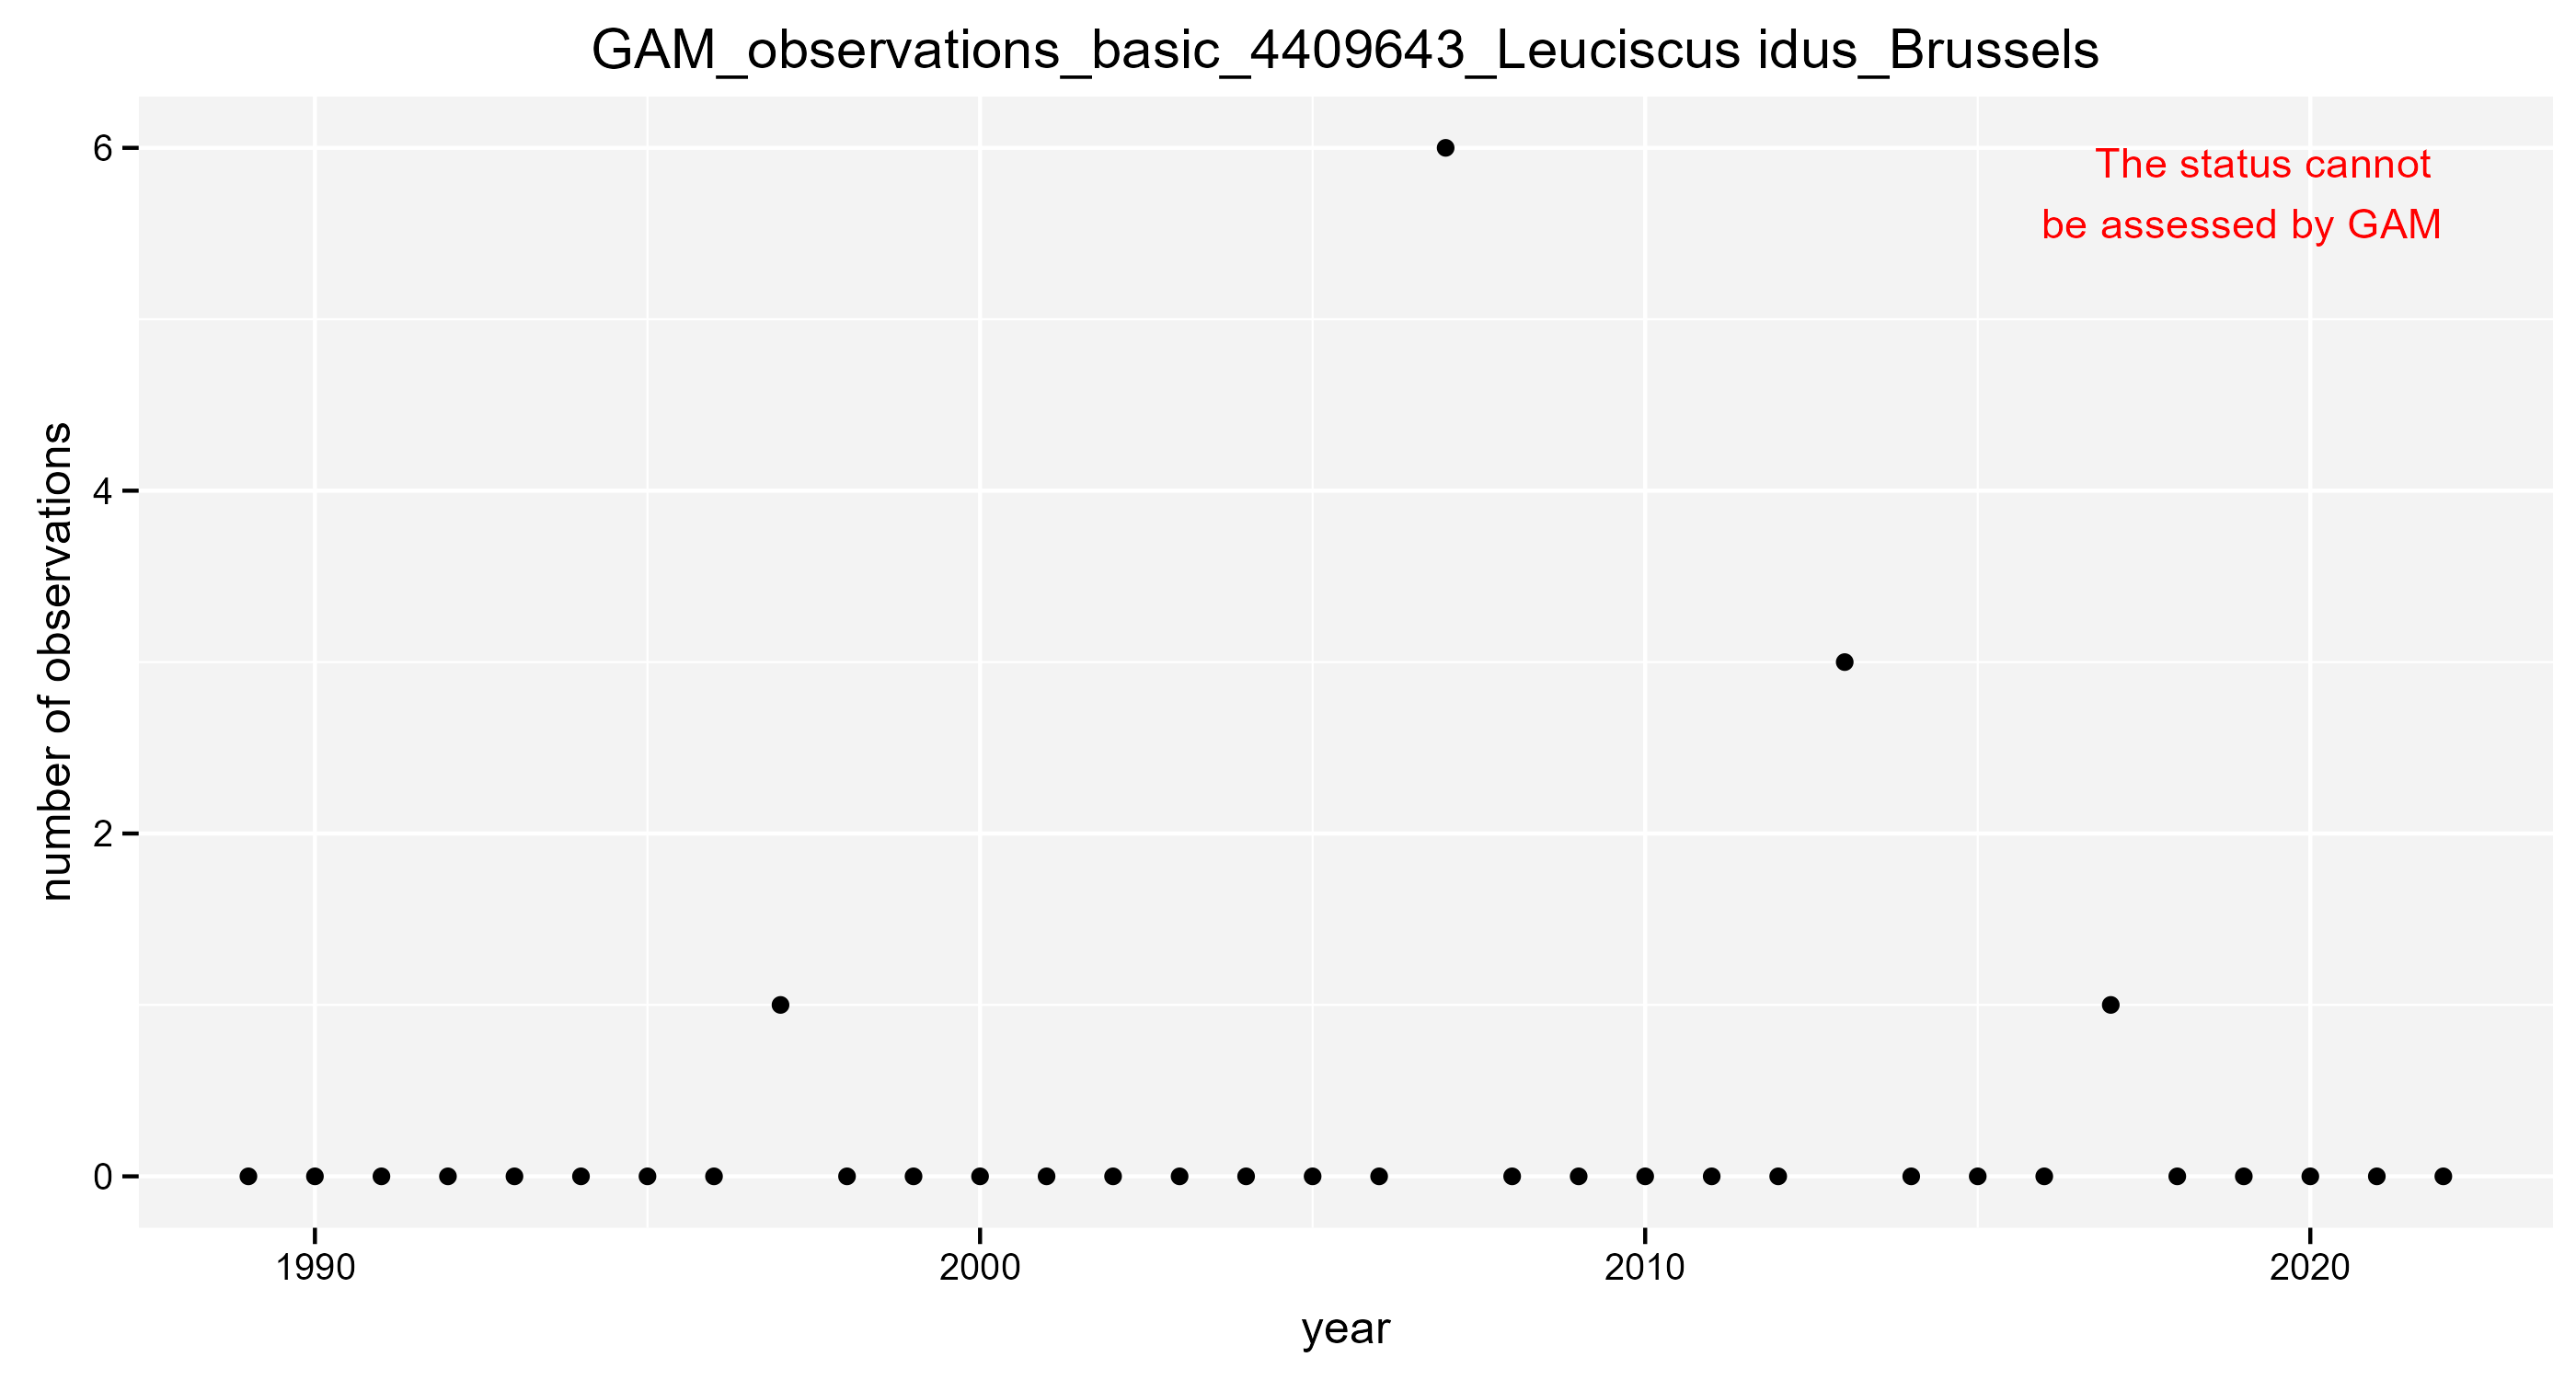 GAM_observations_basic_4409643_Leuciscus idus_Brussels
The status cannot
be assessed by GAM
number of observations
6
4
2
0
1990 2000 2010 2020
year